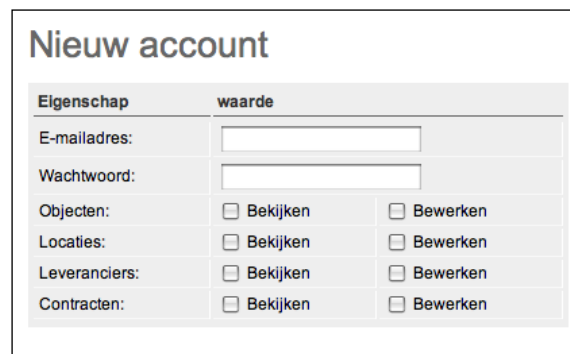 Nieuw account
Eigenschap waarde
E-mailadres:
Wachtwoord:
Objecten: Bekijken Bewerken
Locaties: Bekijken Bewerken
Leveranciers: Bekijken Bewerken
Contracten: Bekijken Bewerken